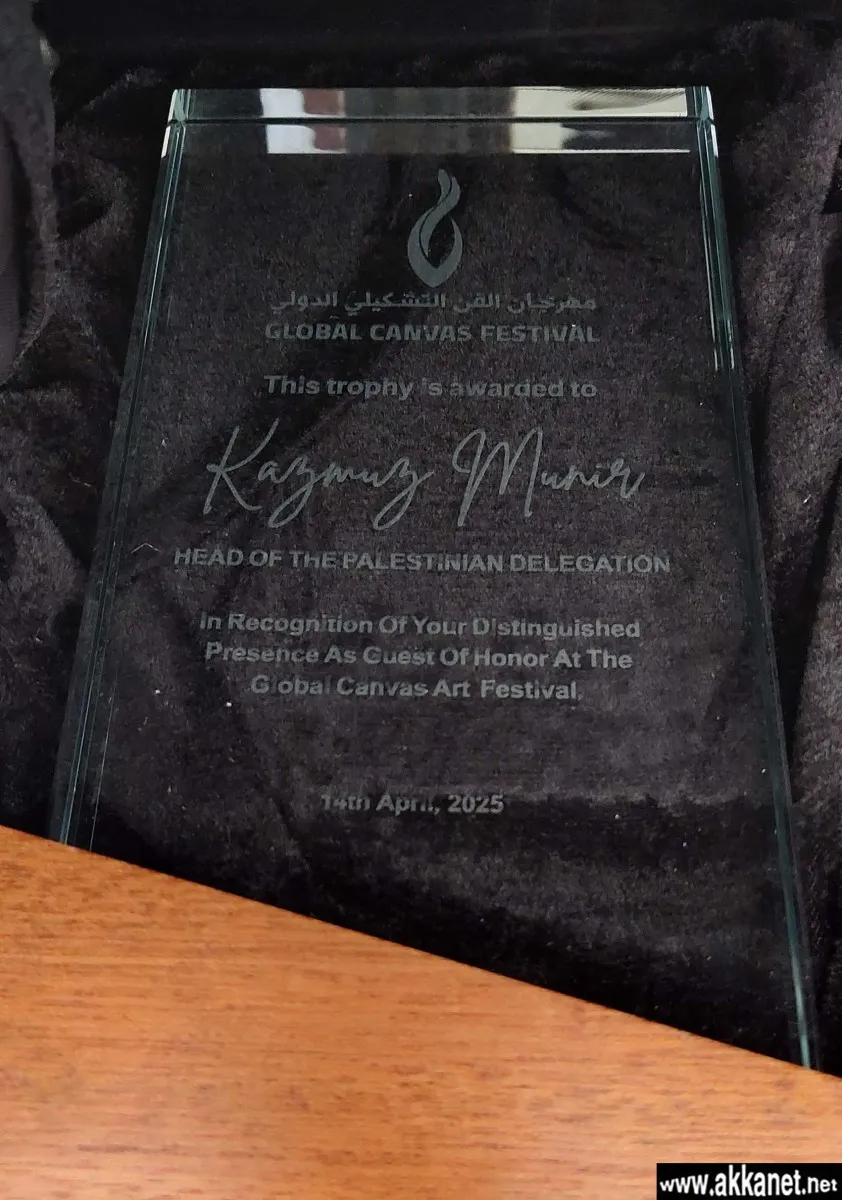 مهرجان الفن التشكيلي الدولي
GLOBAL CANVAS FESTIVAL
This trophy is awarded to
Kazmuz Munir
HEAD OF THE PALESTINIAN DELEGATION
In Recognition Of Your Distinguished
Presence As Guest Of Honor At The
Global Canvas Art Festival.
14th April, 2025
www.akkanet.net